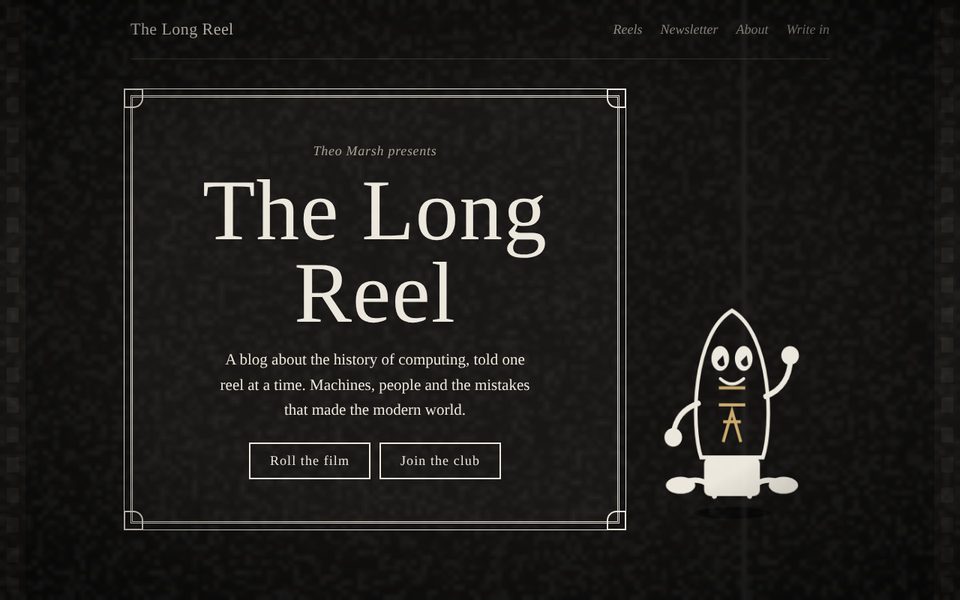 The Long Reel
Reels Newsletter About Write in
Theo Marsh presents
The Long
Reel
A blog about the history of computing, told one
reel at a time. Machines, people and the mistakes
that made the modern world.
Roll the film
Join the club